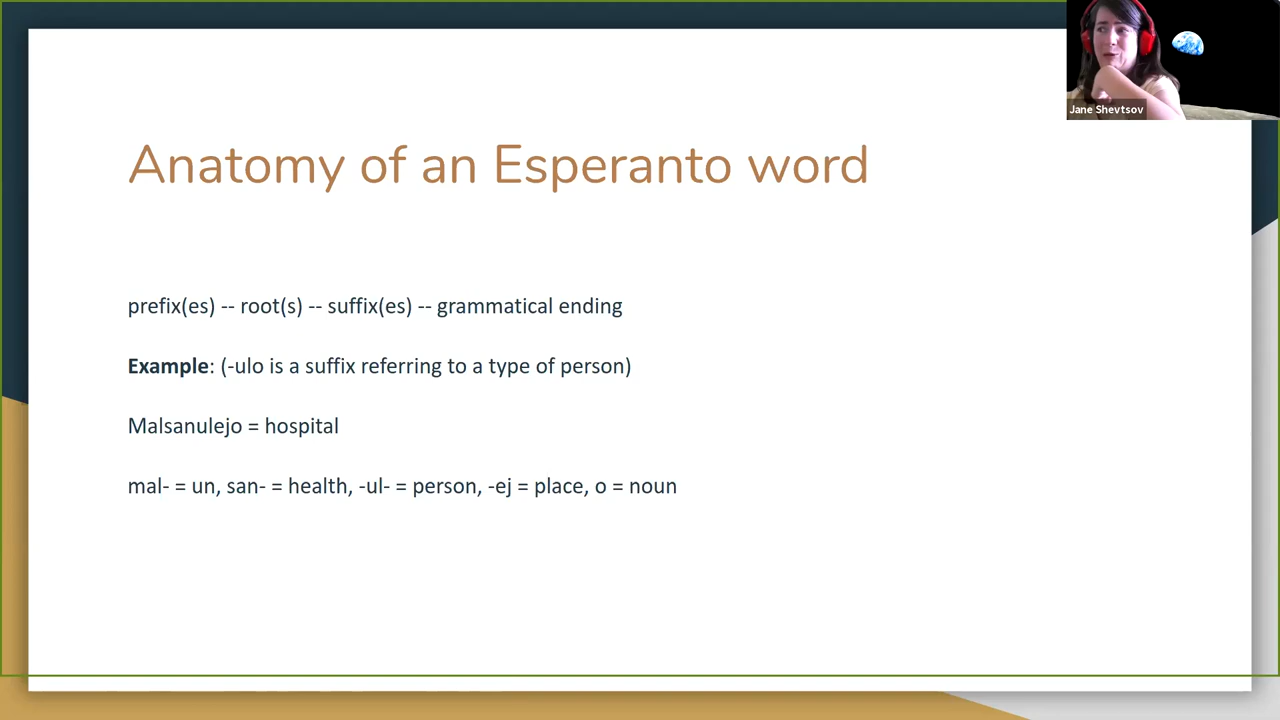 Jane Shevtsov
Anatomy of an Esperanto word
prefix(es) -- root(s) -- suffix(es) -- grammatical ending
Example: (-ulo is a suffix referring to a type of person)
Malsanulejo = hospital
mal- = un, san- = health, -ul- = person, -ej = place, o = noun